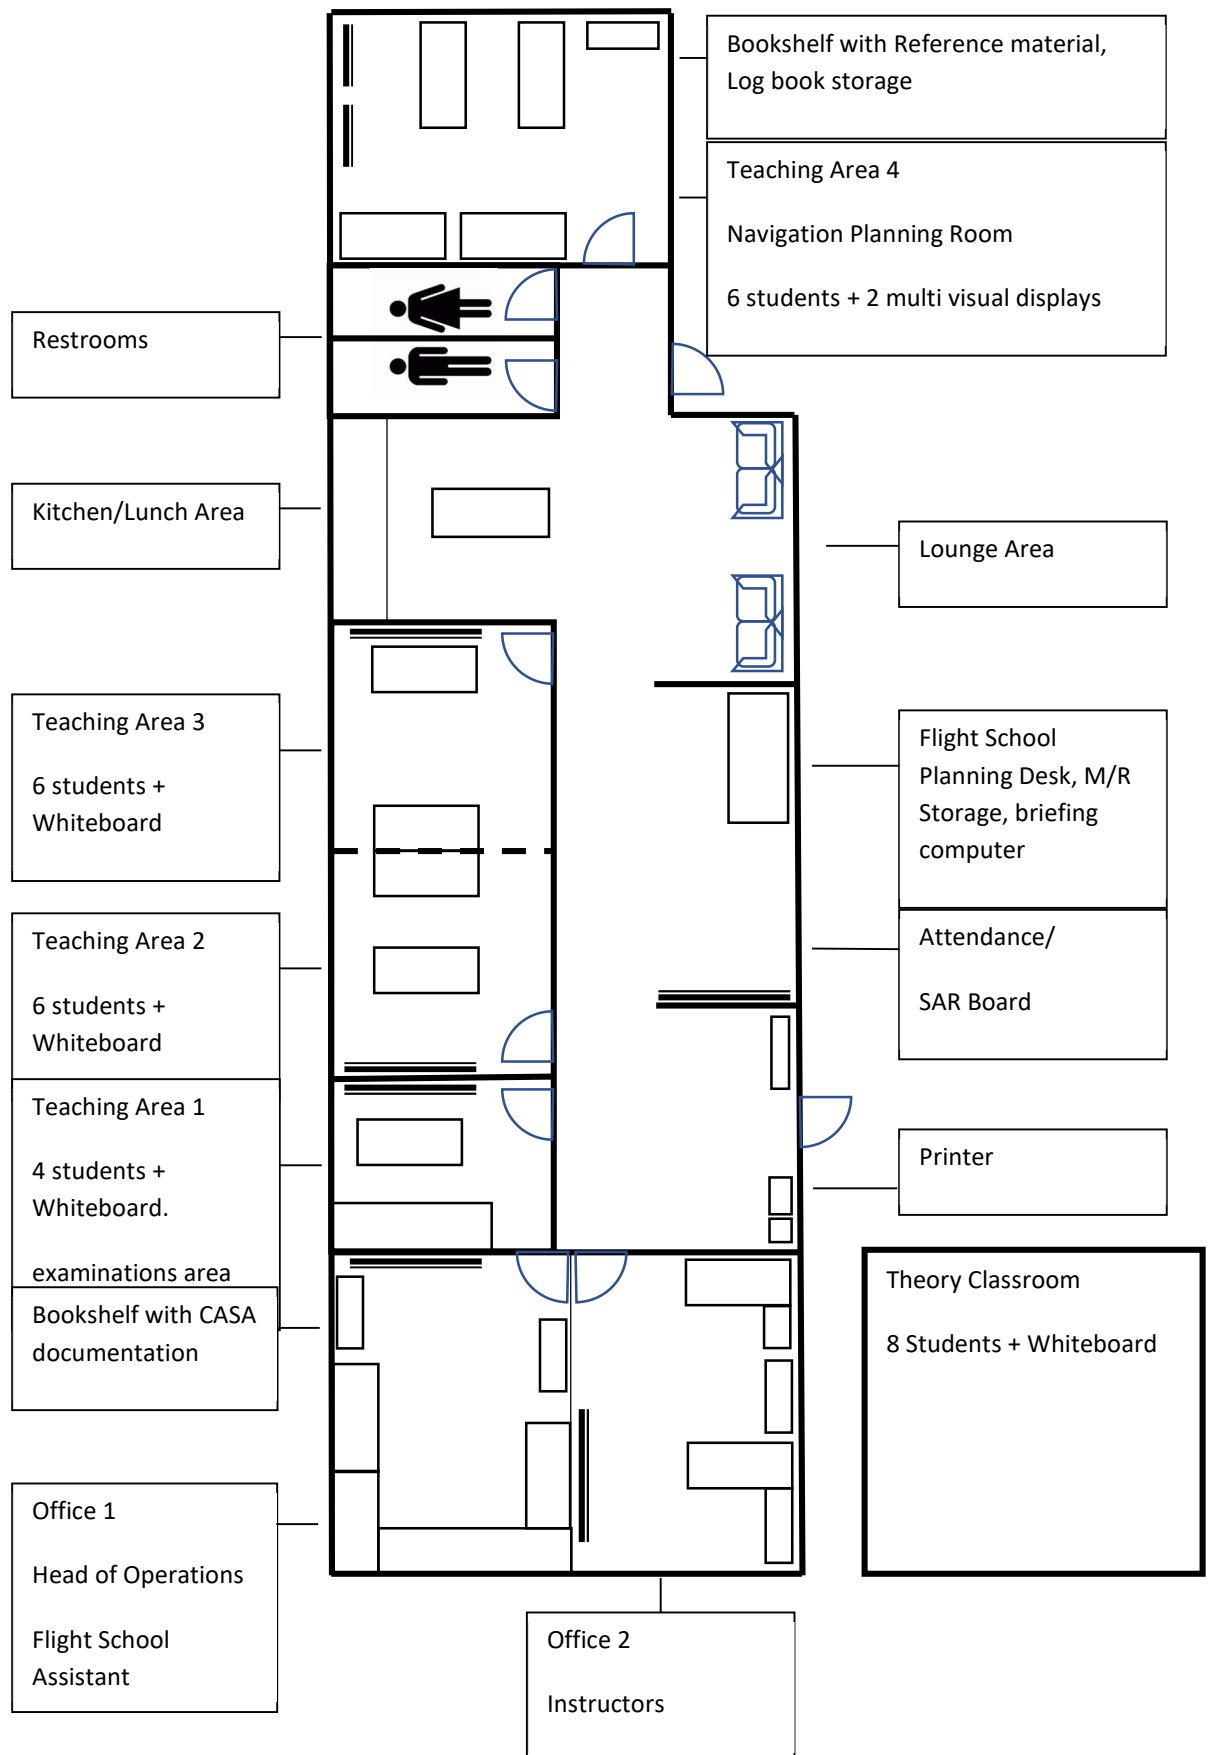 Bookshelf with Reference material,
Log book storage
Teaching Area 4
Navigation Planning Room
6 students + 2 multi visual displays
Restrooms
Kitchen/Lunch Area
Lounge Area
Teaching Area 3
6 students +
Whiteboard
Flight School
Planning Desk, M/R
Storage, briefing
computer
Teaching Area 2
6 students +
Whiteboard
Attendance/
SAR Board
Teaching Area 1
4 students +
Whiteboard.
examinations area
Printer
Bookshelf with CASA
documentation
Theory Classroom
8 Students + Whiteboard
Office 1
Head of Operations
Flight School
Assistant
Office 2
Instructors